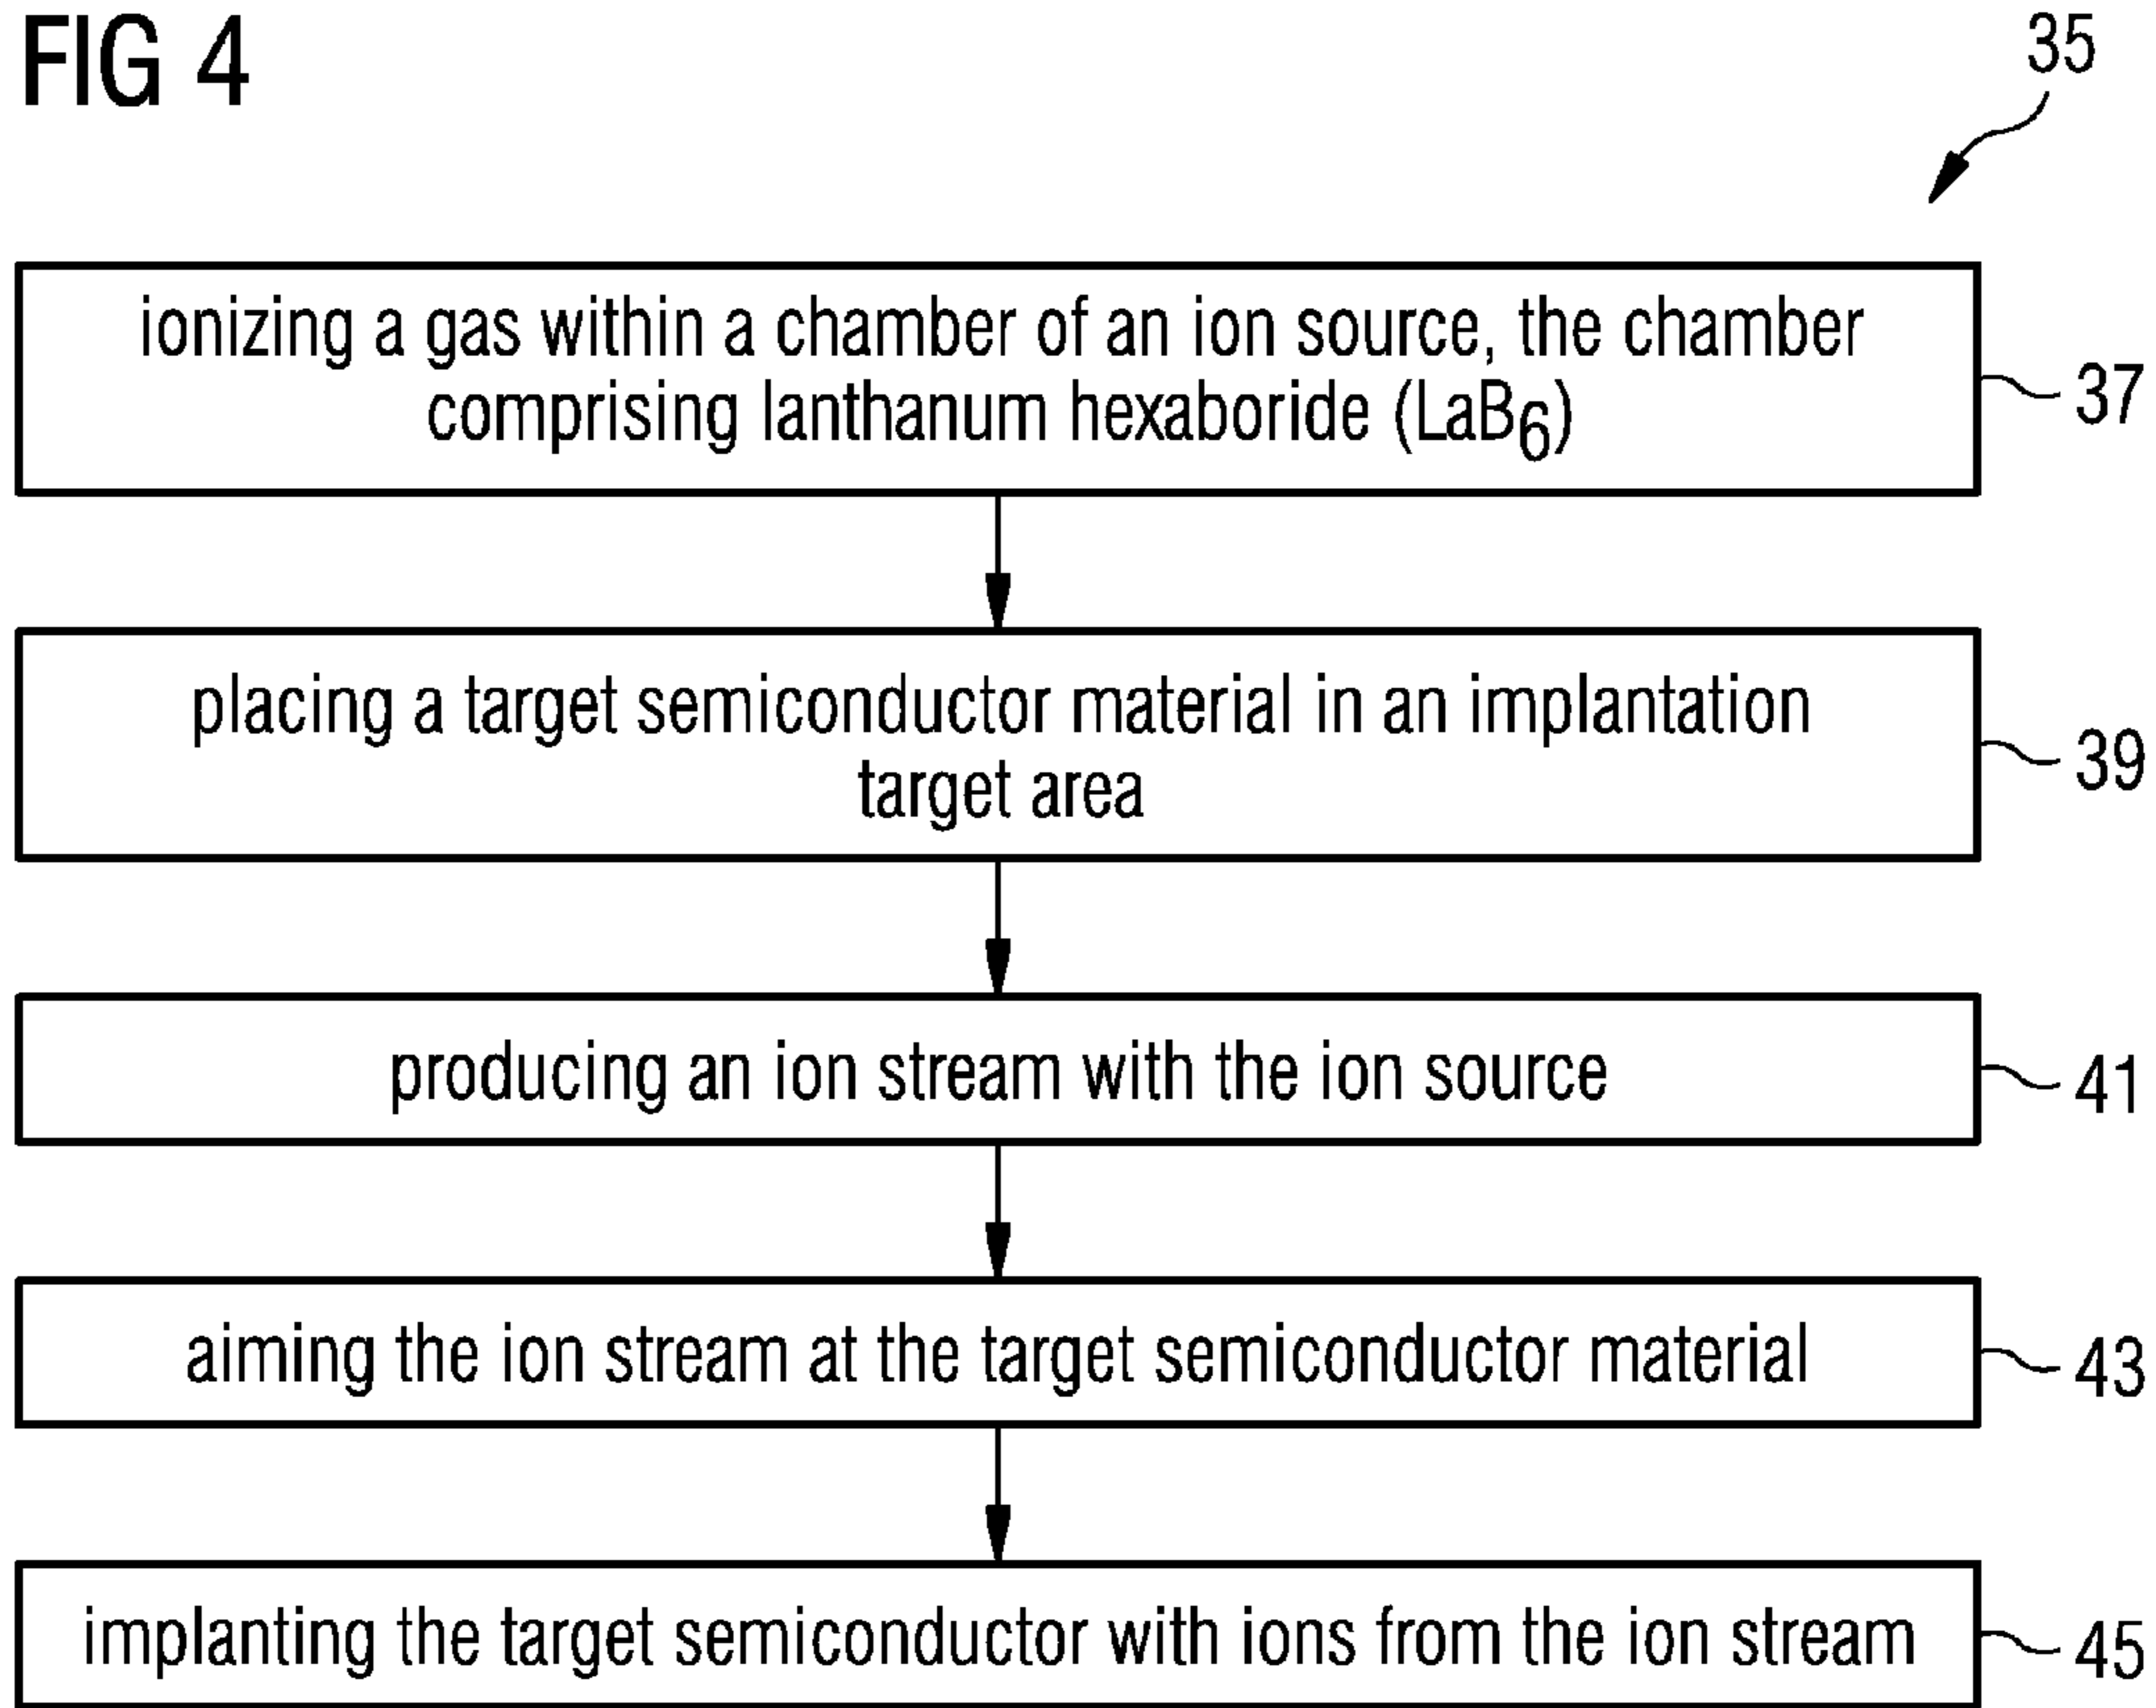 FIG 4
35
ionizing a gas within a chamber of an ion source, the chamber
comprising lanthanum hexaboride (LaB6)
37
placing a target semiconductor material in an implantation
target area
39
producing an ion stream with the ion source
41
aiming the ion stream at the target semiconductor material
43
implanting the target semiconductor with ions from the ion stream
45